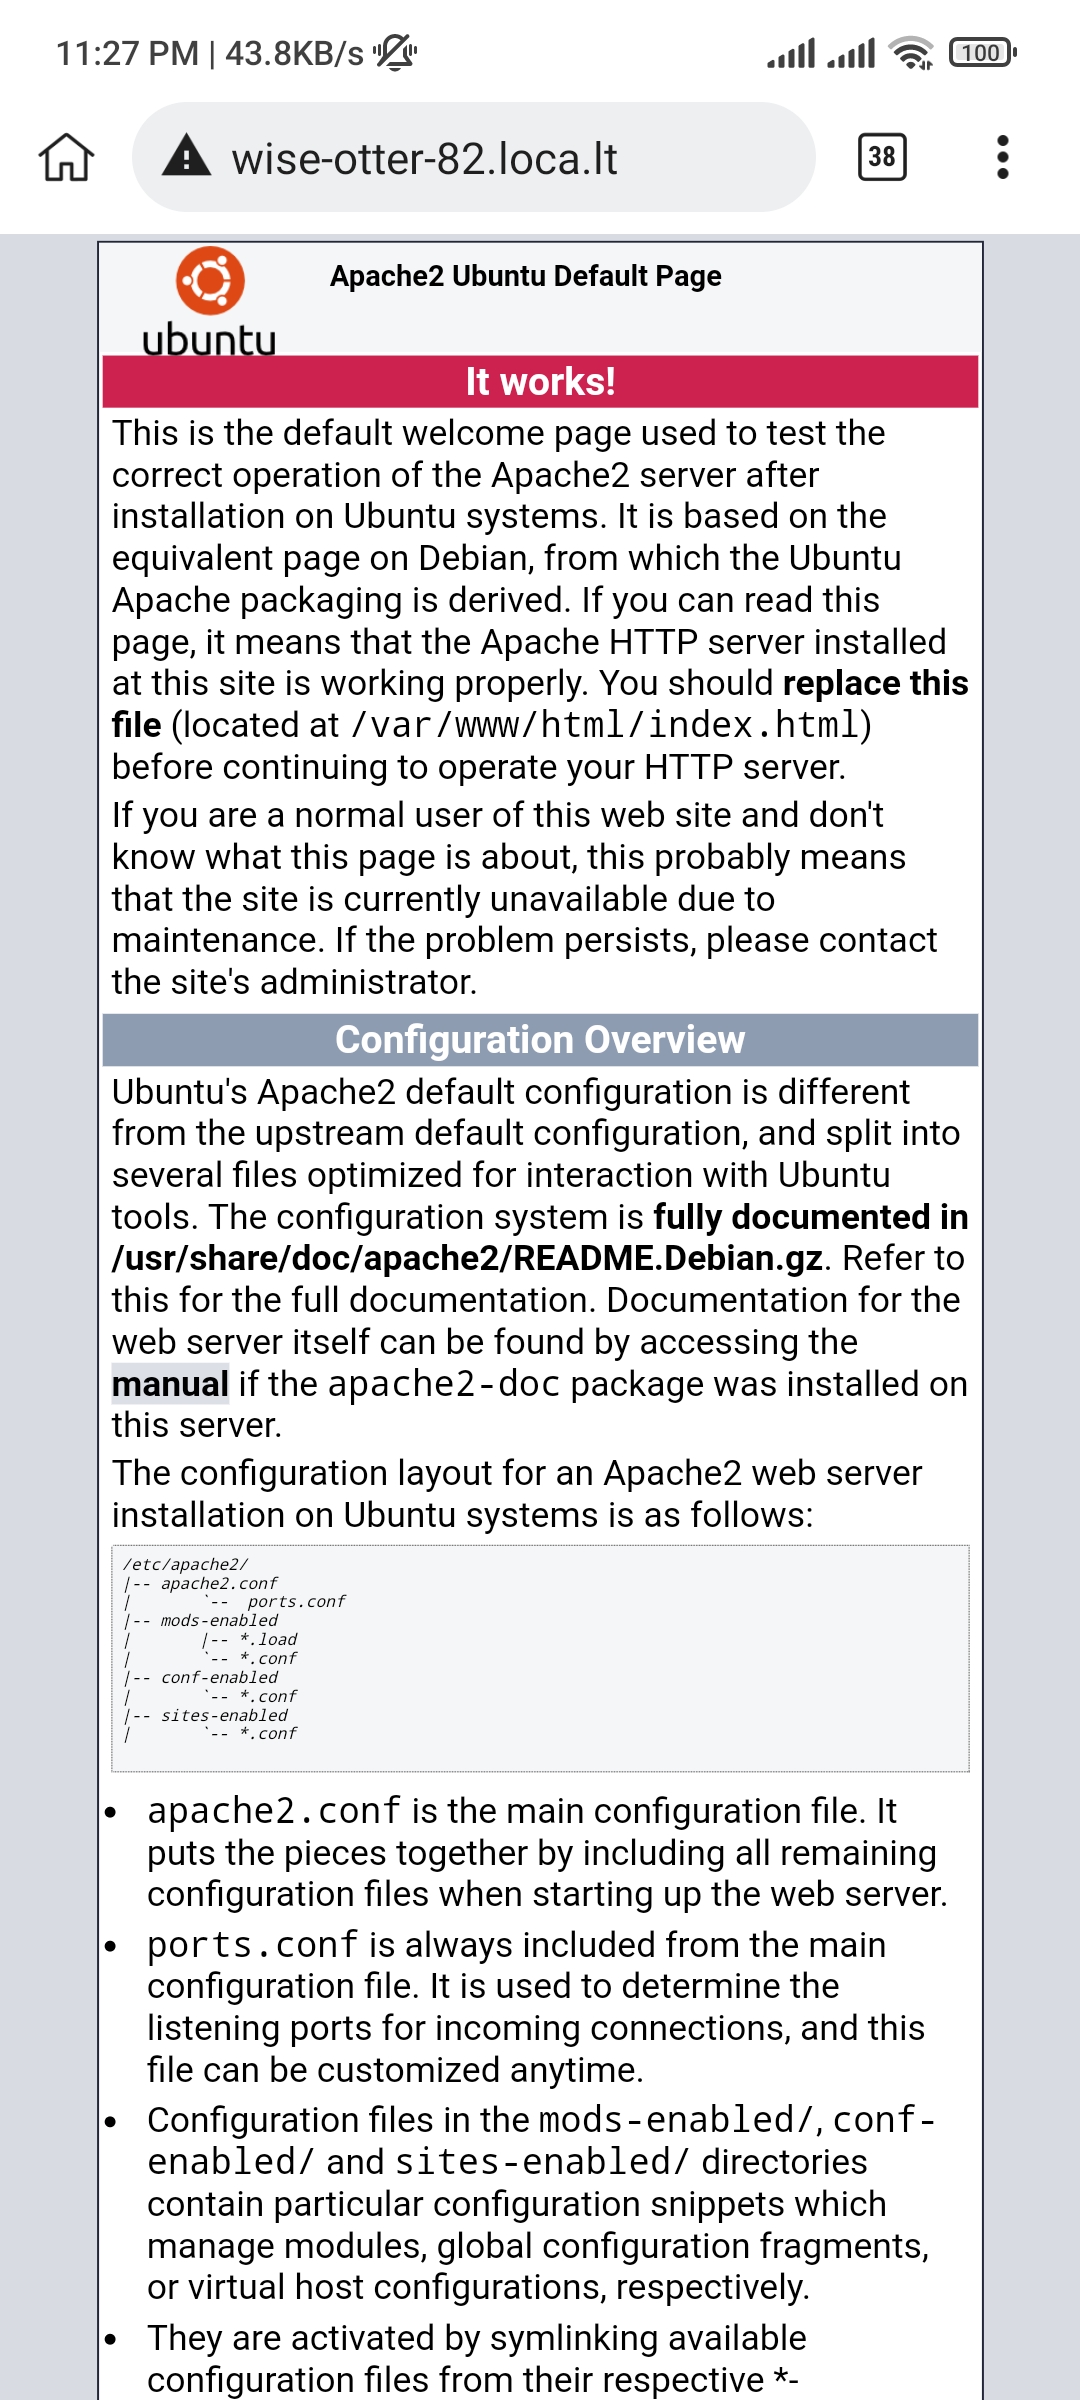 11:27 PM | 43.8KB/s 100
wise-otter-82.loca.lt 38
ubuntu
Apache2 Ubuntu Default Page
It works!
This is the default welcome page used to test the
correct operation of the Apache2 server after
installation on Ubuntu systems. It is based on the
equivalent page on Debian, from which the Ubuntu
Apache packaging is derived. If you can read this
page, it means that the Apache HTTP server installed
at this site is working properly. You should replace this
file (located at /var/www/html/index.html)
before continuing to operate your HTTP server.
If you are a normal user of this web site and don't
know what this page is about, this probably means
that the site is currently unavailable due to
maintenance. If the problem persists, please contact
the site's administrator.
Configuration Overview
Ubuntu's Apache2 default configuration is different
from the upstream default configuration, and split into
several files optimized for interaction with Ubuntu
tools. The configuration system is fully documented in
/usr/share/doc/apache2/README.Debian.gz. Refer to
this for the full documentation. Documentation for the
web server itself can be found by accessing the
manual if the apache2-doc package was installed on
this server.
The configuration layout for an Apache2 web server
installation on Ubuntu systems is as follows:
/etc/apache2/
|-- apache2.conf
|       `--  ports.conf
|-- mods-enabled
|       |-- *.load
|       `-- *.conf
|-- conf-enabled
|       `-- *.conf
|-- sites-enabled
|       `-- *.conf
• apache2.conf is the main configuration file. It
puts the pieces together by including all remaining
configuration files when starting up the web server.
• ports.conf is always included from the main
configuration file. It is used to determine the
listening ports for incoming connections, and this
file can be customized anytime.
• Configuration files in the mods-enabled/, conf-
enabled/ and sites-enabled/ directories
contain particular configuration snippets which
manage modules, global configuration fragments,
or virtual host configurations, respectively.
• They are activated by symlinking available
configuration files from their respective *-